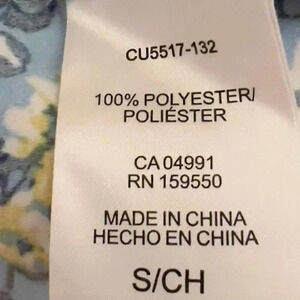 CU5517-132
100% POLYESTER/
POLIÉSTER
CA 04991
RN 159550
MADE IN CHINA
HECHO EN CHINA
S/CH